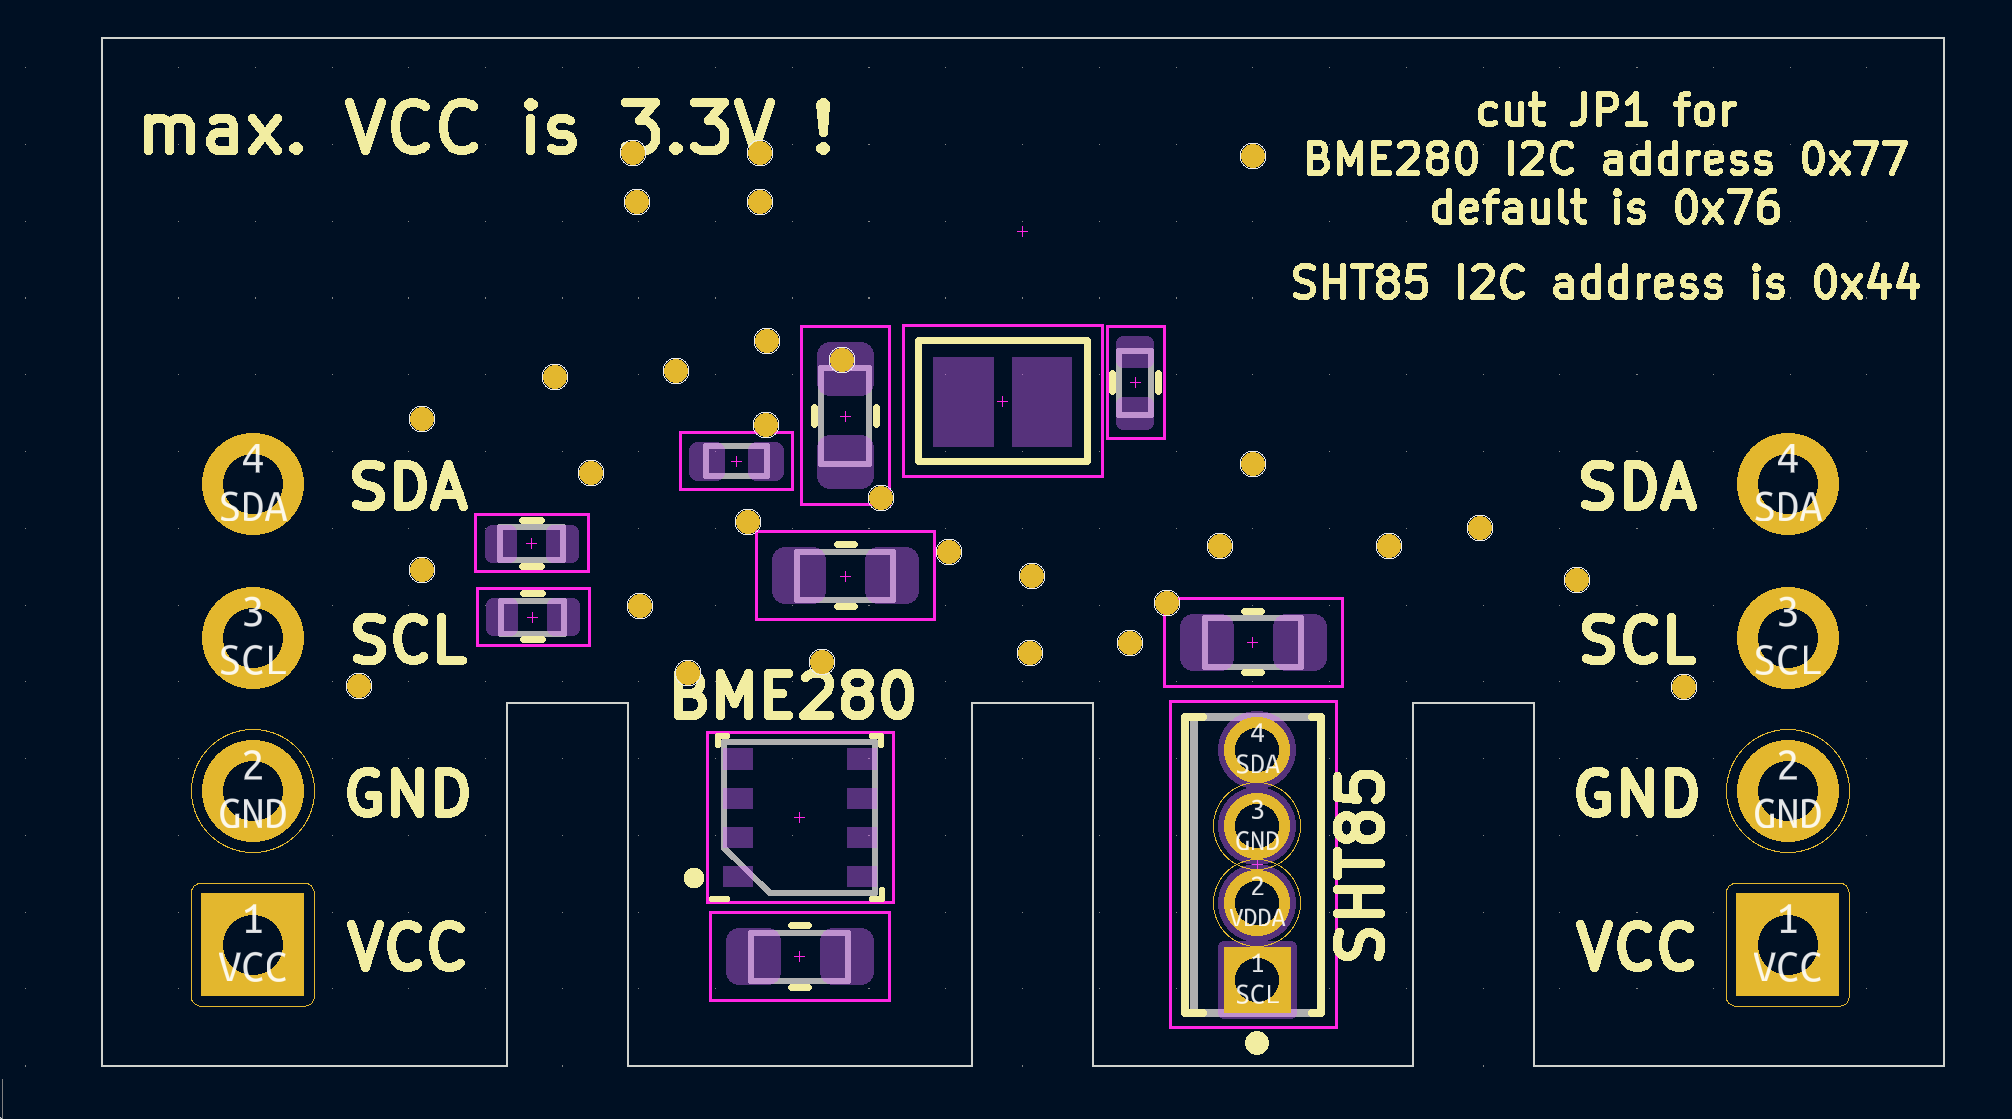 max. VCC is 3.3V !
cut JP1 for
BME280 I2C address 0x77
default is 0x76
SHT85 I2C address is 0x44
4
SDA
SDA
3
SCL
SCL
2
GND
GND
1
VCC
VCC
BME280
4
SDA
3
GND
2
VDDA
1
SCL
SHT85
SDA
4
SDA
SCL
3
SCL
GND
2
GND
VCC
1
VCC